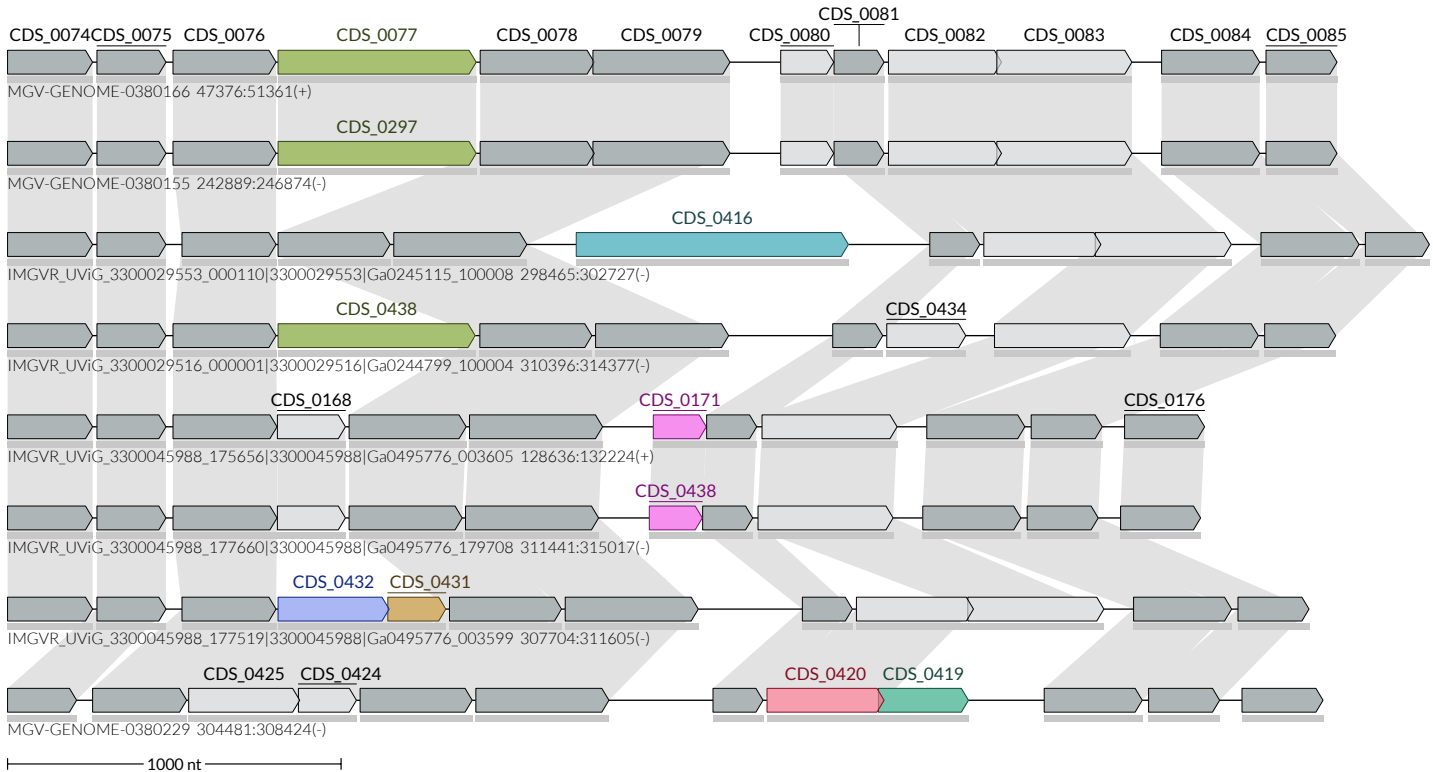 CDS_0081
CDS_0074 CDS_0075 CDS_0076 CDS_0077 CDS_0078 CDS_0079 CDS_0080 CDS_0082 CDS_0083 CDS_0084 CDS_0085
MGV-GENOME-0380166 47376:51361(+)
CDS_0297
MGV-GENOME-0380155 242889:246874(-)
CDS_0416
IMGVR_UViG_3300029553_000110|3300029553|Ga0245115_100008 298465:302727(-)
CDS_0438 CDS_0434
IMGVR_UViG_3300029516_000001|3300029516|Ga0244799_100004 310396:314377(-)
CDS_0168 CDS_0171 CDS_0176
IMGVR_UViG_3300045988_175656|3300045988|Ga0495776_003605 128636:132224(+)
CDS_0438
IMGVR_UViG_3300045988_177660|3300045988|Ga0495776_179708 311441:315017(-)
CDS_0432 CDS_0431
IMGVR_UViG_3300045988_177519|3300045988|Ga0495776_003599 307704:311605(-)
CDS_0425 CDS_0424 CDS_0420 CDS_0419
MGV-GENOME-0380229 304481:308424(-)
1000 nt